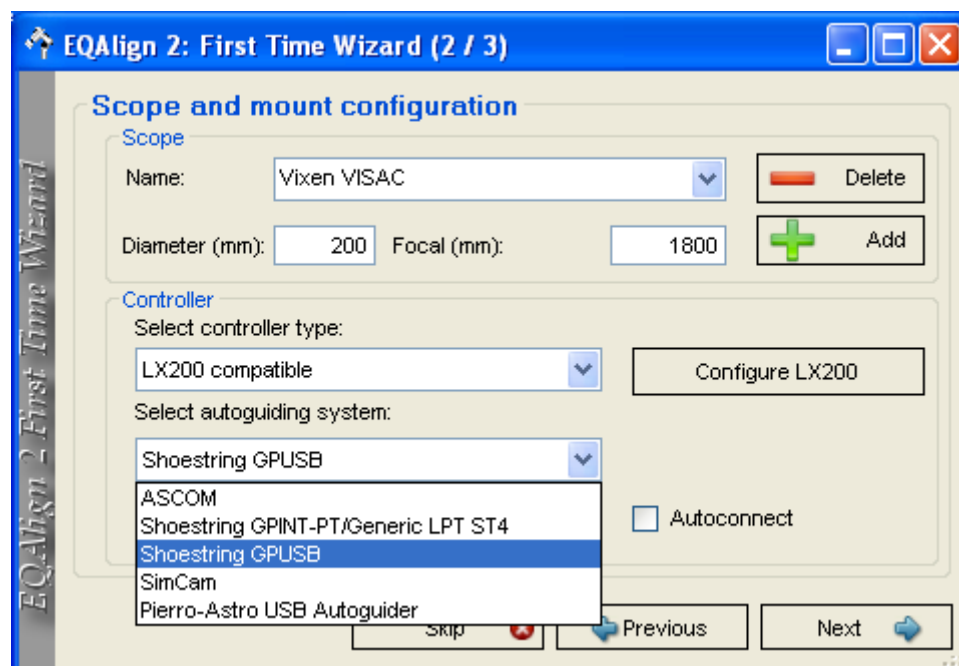 EQAlign 2: First Time Wizard (2 / 3)
EQAlign 2 First Time Wizard
Scope and mount configuration
Scope
Name: Vixen VISAC Delete
Diameter (mm): 200 Focal (mm): 1800 Add
Controller
Select controller type:
LX200 compatible Configure LX200
Select autoguiding system:
Shoestring GPUSB
ASCOM
Shoestring GPINT-PT/Generic LPT ST4 Autoconnect
Shoestring GPUSB
SimCam
Pierro-Astro USB Autoguider
Skip Previous Next